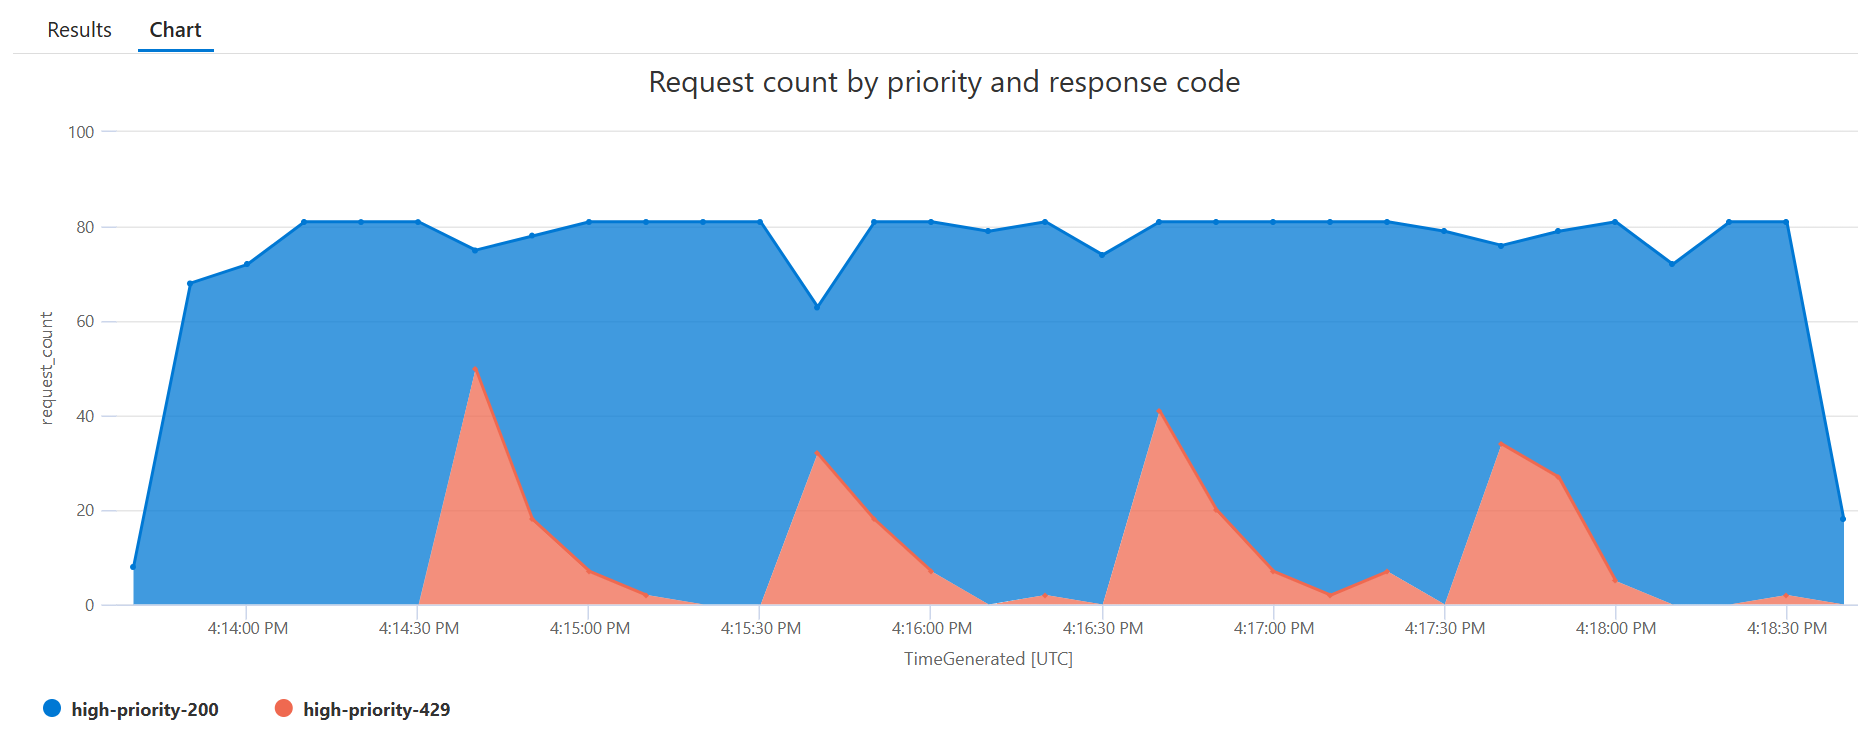 Results Chart
Request count by priority and response code
100
80
60
40
20
0
request_count
4:14:00 PM 4:14:30 PM 4:15:00 PM 4:15:30 PM 4:16:00 PM 4:16:30 PM 4:17:00 PM 4:17:30 PM 4:18:00 PM 4:18:30 PM
TimeGenerated [UTC]
high-priority-200 high-priority-429